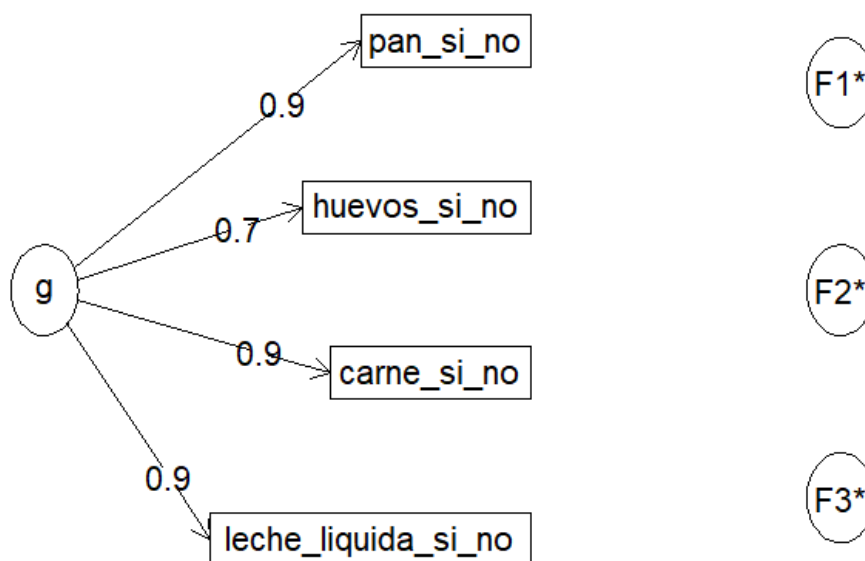 pan_si_no
F1*
0.9
huevos_si_no
0.7
g
F2*
0.9
carne_si_no
0.9
F3*
leche_liquida_si_no